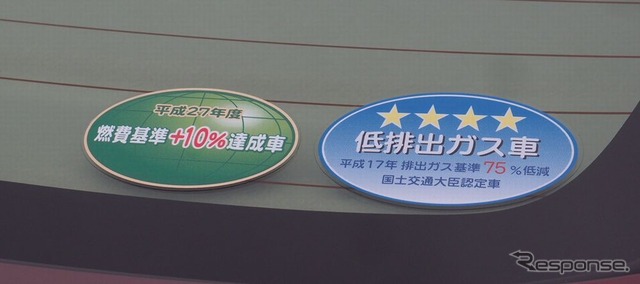 平成27年度
燃費基準+10%達成車
★★★★
低排出ガス車
平成17年 排出ガス基準 75%低減
国土交通大臣認定車
Response.